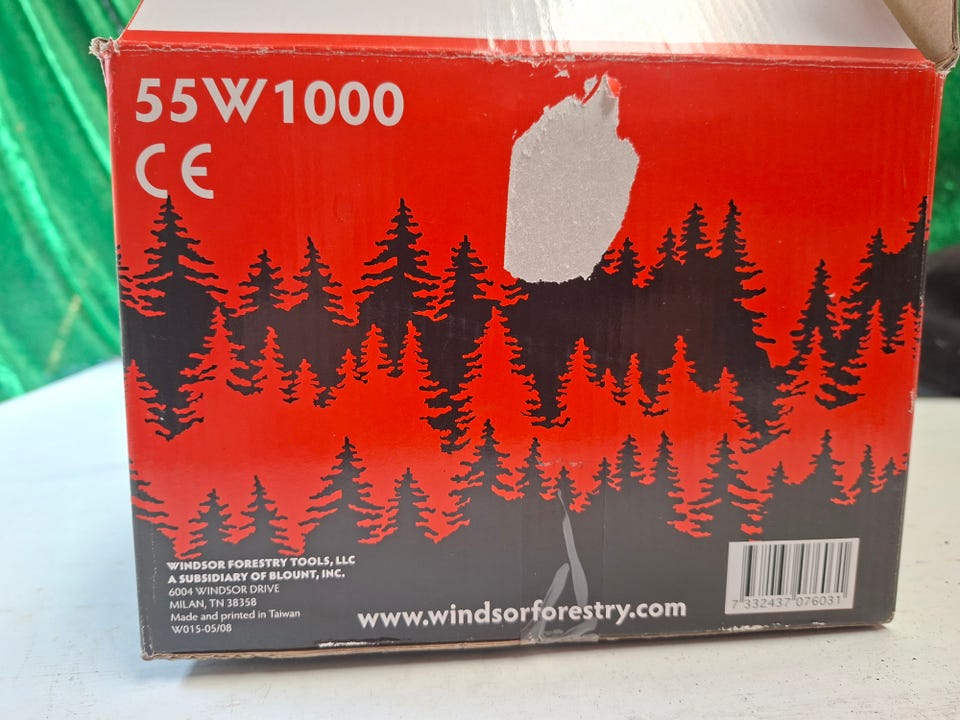 55W1000
CE
WINDSOR FORESTRY TOOLS, LLC
A SUBSIDIARY OF BLOUNT, INC.
6004 WINDSOR DRIVE
MILAN, TN 38358
Made and printed in Taiwan
W015-05/08
www.windsorforestry.com
7 332437 076031